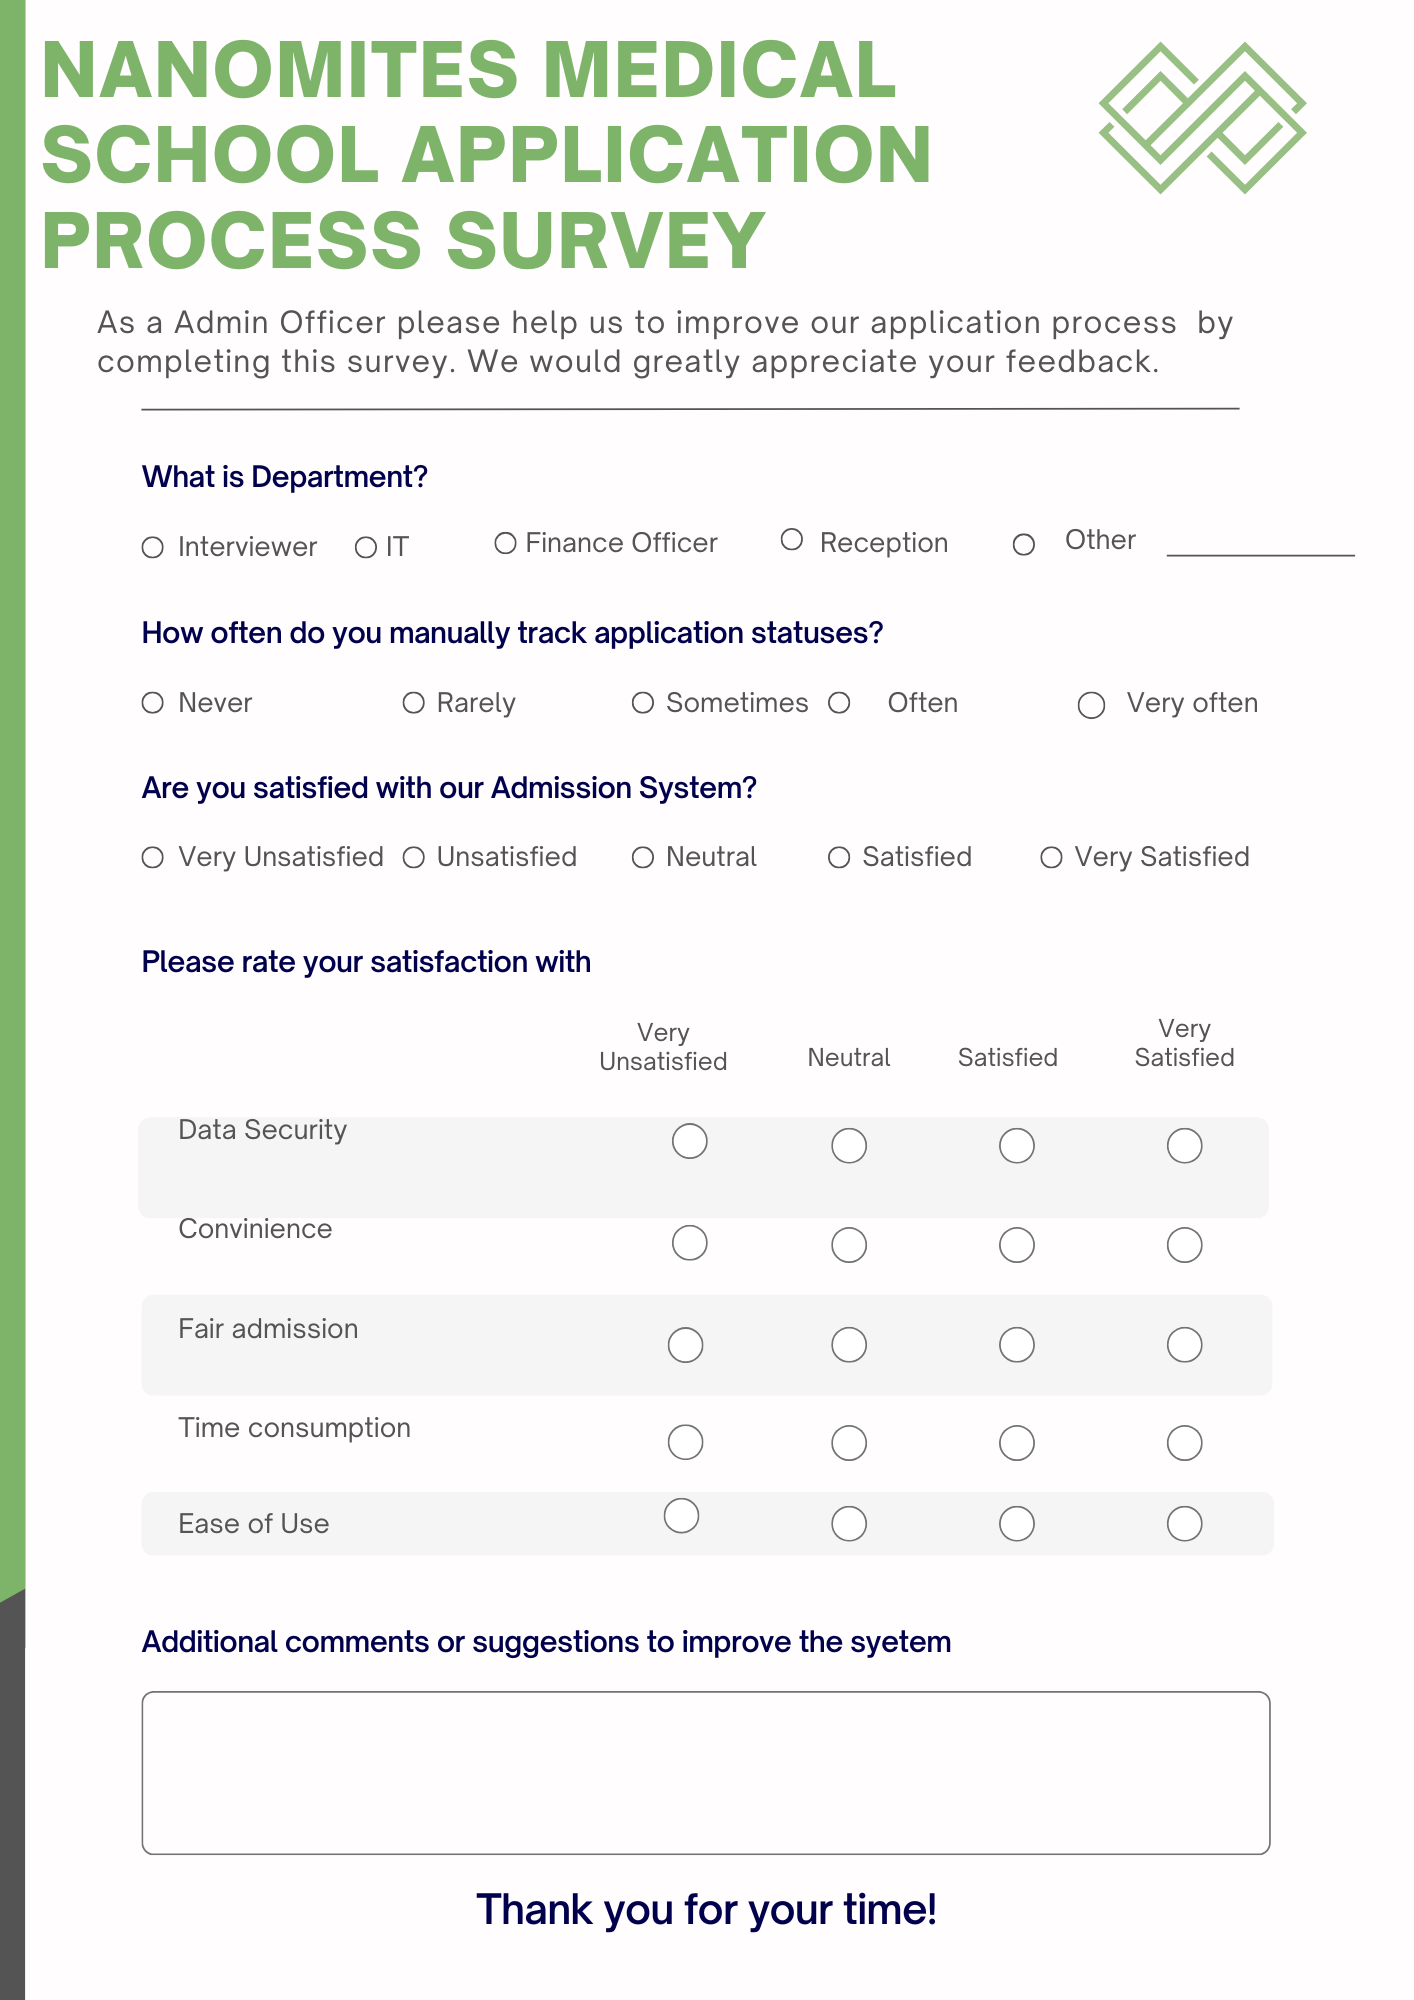 NANOMITES MEDICAL
SCHOOL APPLICATION
PROCESS SURVEY
As a Admin Officer please help us to improve our application process by
completing this survey. We would greatly appreciate your feedback.
What is Department?
Interviewer IT Finance Officer Reception Other
How often do you manually track application statuses?
Never Rarely Sometimes Often Very often
Are you satisfied with our Admission System?
Very Unsatisfied Unsatisfied Neutral Satisfied Very Satisfied
Please rate your satisfaction with
Very
Unsatisfied
Neutral
Satisfied
Very
Satisfied
Data Security
Convinience
Fair admission
Time consumption
Ease of Use
Additional comments or suggestions to improve the syetem
Thank you for your time!